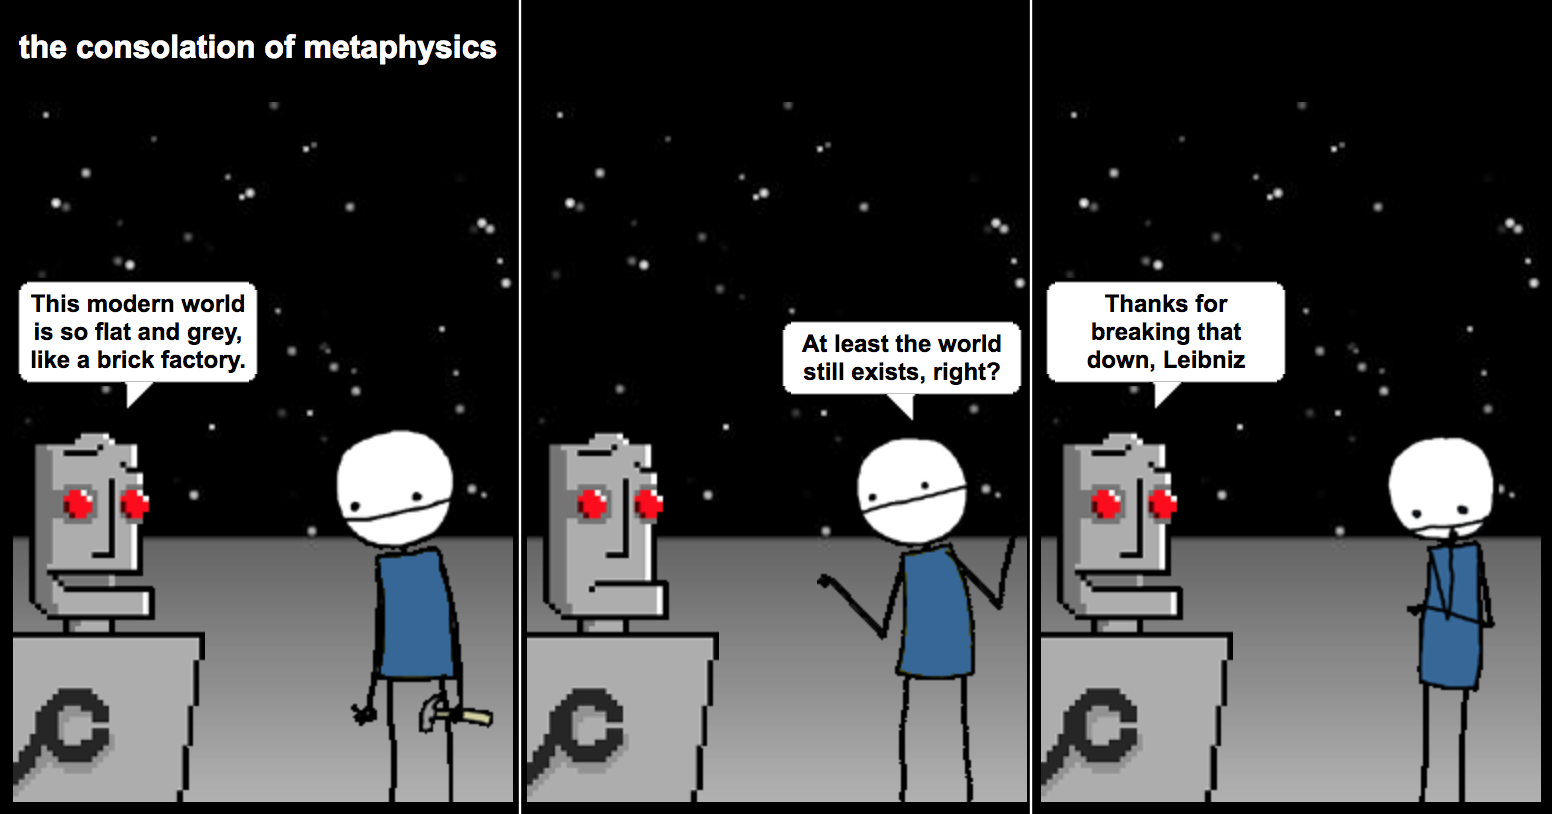 the consolation of metaphysics
This modern world
is so flat and grey,
like a brick factory.
At least the world
still exists, right?
Thanks for
breaking that
down, Leibniz